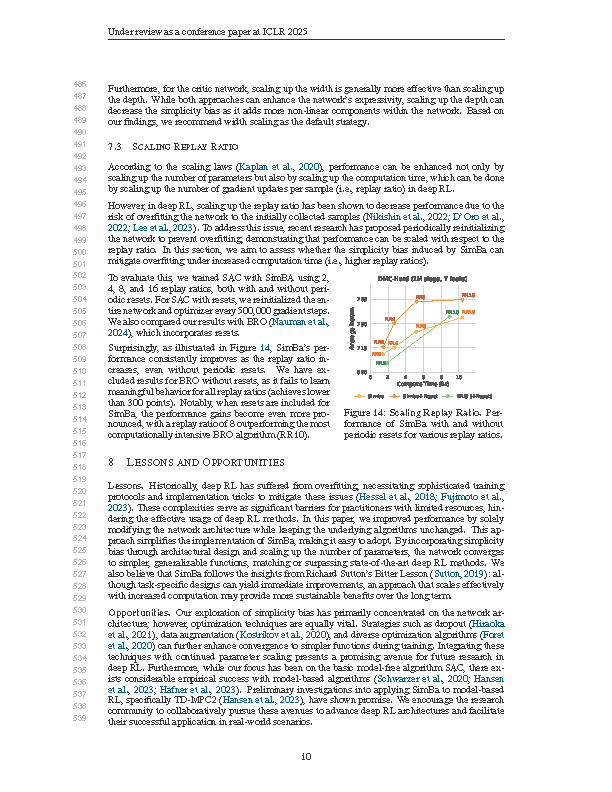 Under review as a conference paper at ICLR 2025
486
487
488
489
490
491
492
493
494
495
496
497
498
499
500
501
502
503
504
505
506
507
508
509
510
511
512
513
514
515
516
517
518
519
520
521
522
523
524
525
526
527
528
529
530
531
532
533
534
535
536
537
538
539
Furthermore, for the critic network, scaling up the width is generally more effective than scaling up
the depth. While both approaches can enhance the network's expressivity, scaling up the depth can
decrease the simplicity bias as it adds more non-linear components within the network. Based on
our findings, we recommend width scaling as the default strategy.
7.3 SCALING REPLAY RATIO
According to the scaling laws (Kaplan et al., 2020), performance can be enhanced not only by
scaling up the number of parameters but also by scaling up the computation time, which can be done
by scaling up the number of gradient updates per sample (i.e., replay ratio) in deep RL.
However, in deep RL, scaling up the replay ratio has been shown to decrease performance due to the
risk of overfitting the network to the initially collected samples (Nikishin et al., 2022; D'Oro et al.,
2022; Lee et al., 2023). To address this issue, recent research has proposed periodically reinitializing
the network to prevent overfitting, demonstrating that performance can be scaled with respect to the
replay ratio. In this section, we aim to assess whether the simplicity bias induced by SimBa can
mitigate overfitting under increased computation time (i.e., higher replay ratios).
To evaluate this, we trained SAC with SimBA using 2,
4, 8, and 16 replay ratios, both with and without peri-
odic resets. For SAC with resets, we reinitialized the en-
tire network and optimizer every 500,000 gradient steps.
We also compared our results with BRO (Nauman et al.,
2024), which incorporates resets.
Surprisingly, as illustrated in Figure 14, SimBa's per-
formance consistently improves as the replay ratio in-
creases, even without periodic resets. We have ex-
cluded results for BRO without resets, as it fails to learn
meaningful behavior for all replay ratios (achieves lower
than 300 points). Notably, when resets are included for
SimBa, the performance gains become even more pro-
nounced, with a replay ratio of 8 outperforming the most
computationally intensive BRO algorithm (RR10).
Compute Time (hr)
Figure 14: Scaling Replay Ratio. Per-
formance of SimBa with and without
periodic resets for various replay ratios.
8 LESSONS AND OPPORTUNITIES
Lessons. Historically, deep RL has suffered from overfitting, necessitating sophisticated training
protocols and implementation tricks to mitigate these issues (Hessel et al., 2018; Fujimoto et al.,
2023). These complexities serve as significant barriers for practitioners with limited resources, hin-
dering the effective usage of deep RL methods. In this paper, we improved performance by solely
modifying the network architecture while keeping the underlying algorithms unchanged. This ap-
proach simplifies the implementation of SimBa, making it easy to adopt. By incorporating simplicity
bias through architectural design and scaling up the number of parameters, the network converges
to simpler, generalizable functions, matching or surpassing state-of-the-art deep RL methods. We
also believe that SimBa follows the insights from Richard Sutton's Bitter Lesson (Sutton, 2019): al-
though task-specific designs can yield immediate improvements, an approach that scales effectively
with increased computation may provide more sustainable benefits over the long term.
Opportunities. Our exploration of simplicity bias has primarily concentrated on the network ar-
chitecture; however, optimization techniques are equally vital. Strategies such as dropout (Hiraoka
et al., 2021), data augmentation (Kostrikov et al., 2020), and diverse optimization algorithms (Foret
et al., 2020) can further enhance convergence to simpler functions during training. Integrating these
techniques with continued parameter scaling presents a promising avenue for future research in
deep RL. Furthermore, while our focus has been on the basic model-free algorithm SAC, there ex-
ists considerable empirical success with model-based algorithms (Schwarzer et al., 2020; Hansen
et al., 2023; Hafner et al., 2023). Preliminary investigations into applying SimBa to model-based
RL, specifically TD-MPC2 (Hansen et al., 2023), have shown promise. We encourage the research
community to collaboratively pursue these avenues to advance deep RL architectures and facilitate
their successful application in real-world scenarios.
10